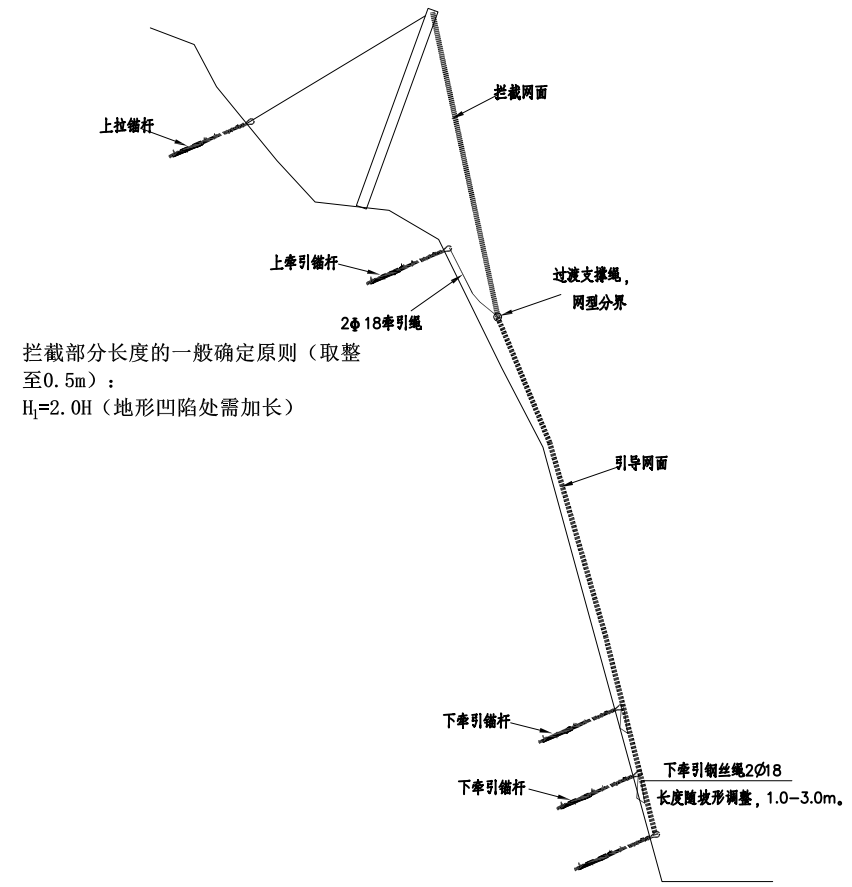 拦截网面
上拉锚杆
上牵引锚杆
过渡支撑绳，
网型分界
2Φ18牵引绳
拦截部分长度的一般确定原则（取整
至0.5m）：
H₁=2.0H（地形凹陷处需加长）
引导网面
下牵引锚杆
下牵引钢丝绳2Ø18
下牵引锚杆
长度随坡形调整，1.0-3.0m。